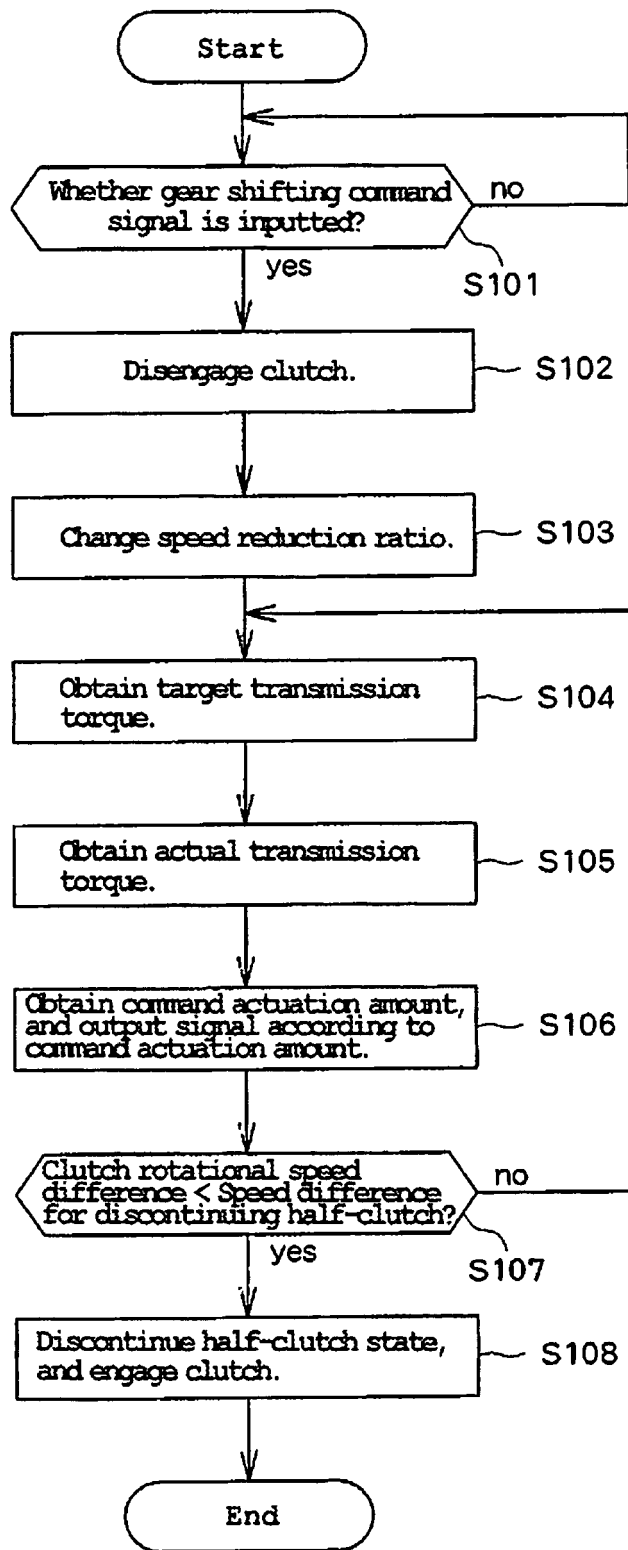 Start
Whether gear shifting command
signal is inputted?
no
S101
yes
Disengage clutch.
S102
Change speed reduction ratio.
S103
Obtain target transmission
torque.
S104
Obtain actual transmission
torque.
S105
Obtain command actuation amount,
and output signal according to
command actuation amount.
S106
Clutch rotational speed
difference < Speed difference
for discontinuing half-clutch?
no
S107
yes
Discontinue half-clutch state,
and engage clutch.
S108
End